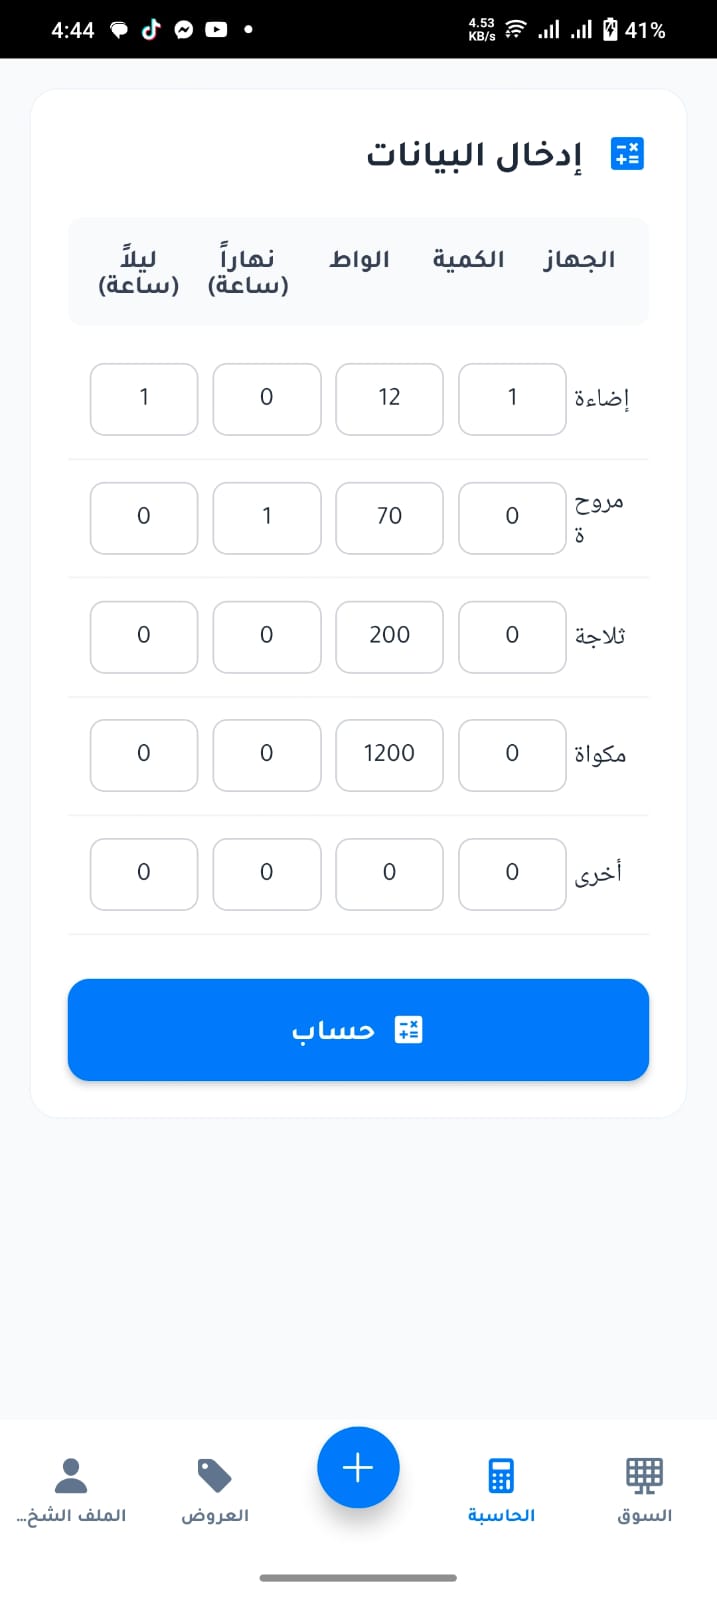 4:44
4.53 KB/s
41%
إدخال البيانات
الجهاز الكمية الواط نهاراً (ساعة) ليلاً (ساعة)
إضاءة 1 12 0 1
مروحة 0 70 1 0
ثلاجة 0 200 0 0
مكواة 0 1200 0 0
أخرى 0 0 0 0
حساب
السوق الحاسبة العروض الملف الشخ...